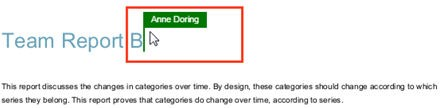 Anne Doring
Team Report B
This report discusses the changes in categories over time. By design, these categories should change according to which
series they belong. This report proves that categories do change over time, according to series.